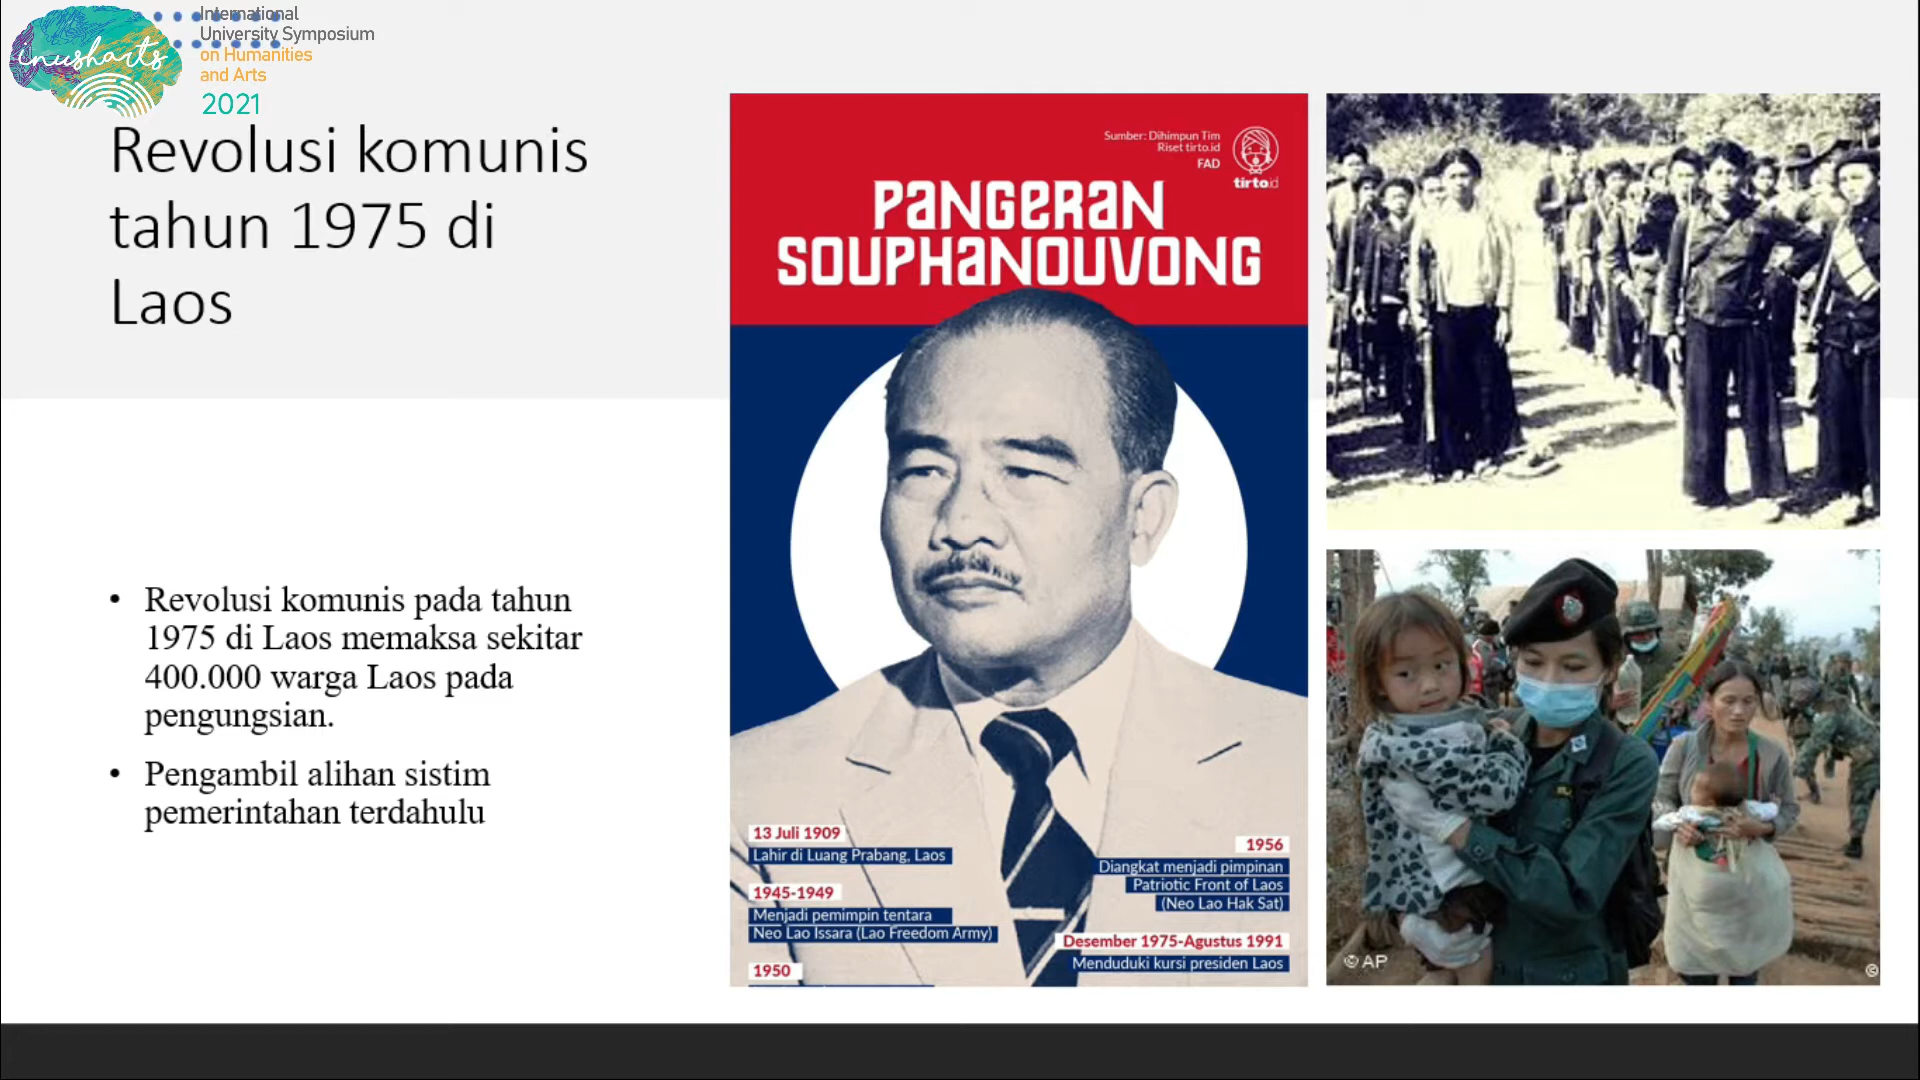 inusharts
International
University Symposium
on Humanities
and Arts
2021
Revolusi komunis
tahun 1975 di
Laos
• Revolusi komunis pada tahun
1975 di Laos memaksa sekitar
400.000 warga Laos pada
pengungsian.
• Pengambil alihan sistim
pemerintahan terdahulu
Sumber: Dihimpun Tim
Riset tirto.id
FAD
tirto.id
PANGERAN
SOUPHANOUVONG
13 Juli 1909
Lahir di Luang Prabang, Laos
1945-1949
Menjadi pemimpin tentara
Neo Lao Issara (Lao Freedom Army)
1950
1956
Diangkat menjadi pimpinan
Patriotic Front of Laos
(Neo Lao Hak Sat)
Desember 1975-Agustus 1991
Menduduki kursi presiden Laos
© AP
©